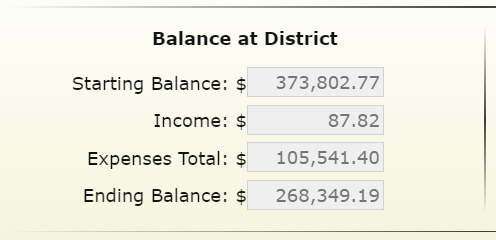 Balance at District
Starting Balance: $ 373,802.77
Income: $ 87.82
Expenses Total: $ 105,541.40
Ending Balance: $ 268,349.19